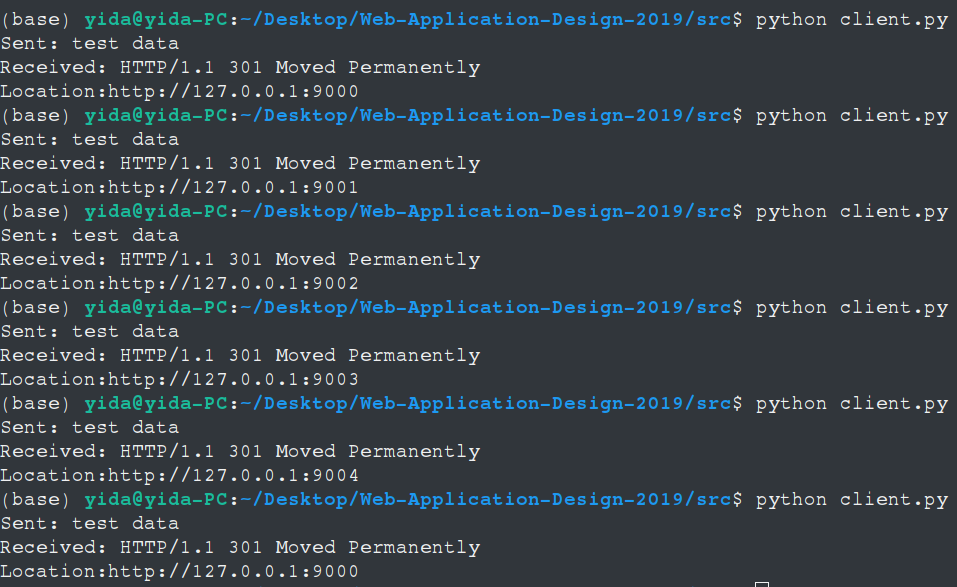 (base) yida@yida-PC:~/Desktop/Web-Application-Design-2019/src$ python client.py
Sent: test data
Received: HTTP/1.1 301 Moved Permanently
Location:http://127.0.0.1:9000
(base) yida@yida-PC:~/Desktop/Web-Application-Design-2019/src$ python client.py
Sent: test data
Received: HTTP/1.1 301 Moved Permanently
Location:http://127.0.0.1:9001
(base) yida@yida-PC:~/Desktop/Web-Application-Design-2019/src$ python client.py
Sent: test data
Received: HTTP/1.1 301 Moved Permanently
Location:http://127.0.0.1:9002
(base) yida@yida-PC:~/Desktop/Web-Application-Design-2019/src$ python client.py
Sent: test data
Received: HTTP/1.1 301 Moved Permanently
Location:http://127.0.0.1:9003
(base) yida@yida-PC:~/Desktop/Web-Application-Design-2019/src$ python client.py
Sent: test data
Received: HTTP/1.1 301 Moved Permanently
Location:http://127.0.0.1:9004
(base) yida@yida-PC:~/Desktop/Web-Application-Design-2019/src$ python client.py
Sent: test data
Received: HTTP/1.1 301 Moved Permanently
Location:http://127.0.0.1:9000